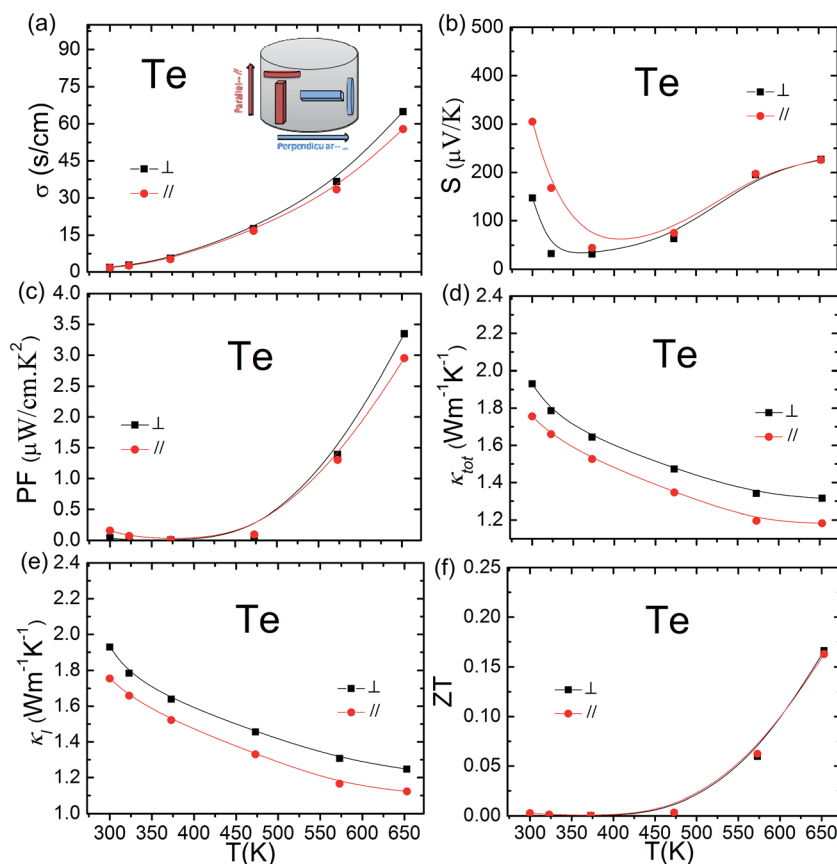 (a)
90
75
60
45
30
15
0
σ (s/cm)
Te
Parallel--//
Perpendicular--
⊥
//
(b)
500
400
300
200
100
0
S (μV/K)
Te
⊥
//
(c)
4.0
3.5
3.0
2.5
2.0
1.5
1.0
0.5
0.0
PF (μW/cm.K²)
Te
⊥
//
(d)
2.4
2.2
2.0
1.8
1.6
1.4
1.2
κtot (Wm⁻¹K⁻¹)
Te
⊥
//
(e)
2.4
2.2
2.0
1.8
1.6
1.4
1.2
1.0
κl (Wm⁻¹K⁻¹)
Te
⊥
//
300 350 400 450 500 550 600 650
T(K)
(f)
0.25
0.20
0.15
0.10
0.05
0.00
ZT
Te
⊥
//
300 350 400 450 500 550 600 650
T(K)